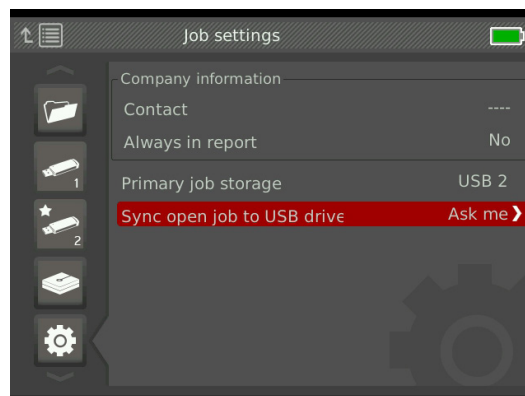 Job settings
Company information
Contact ----
Always in report No
1
Primary job storage USB 2
Sync open job to USB drive Ask me
2